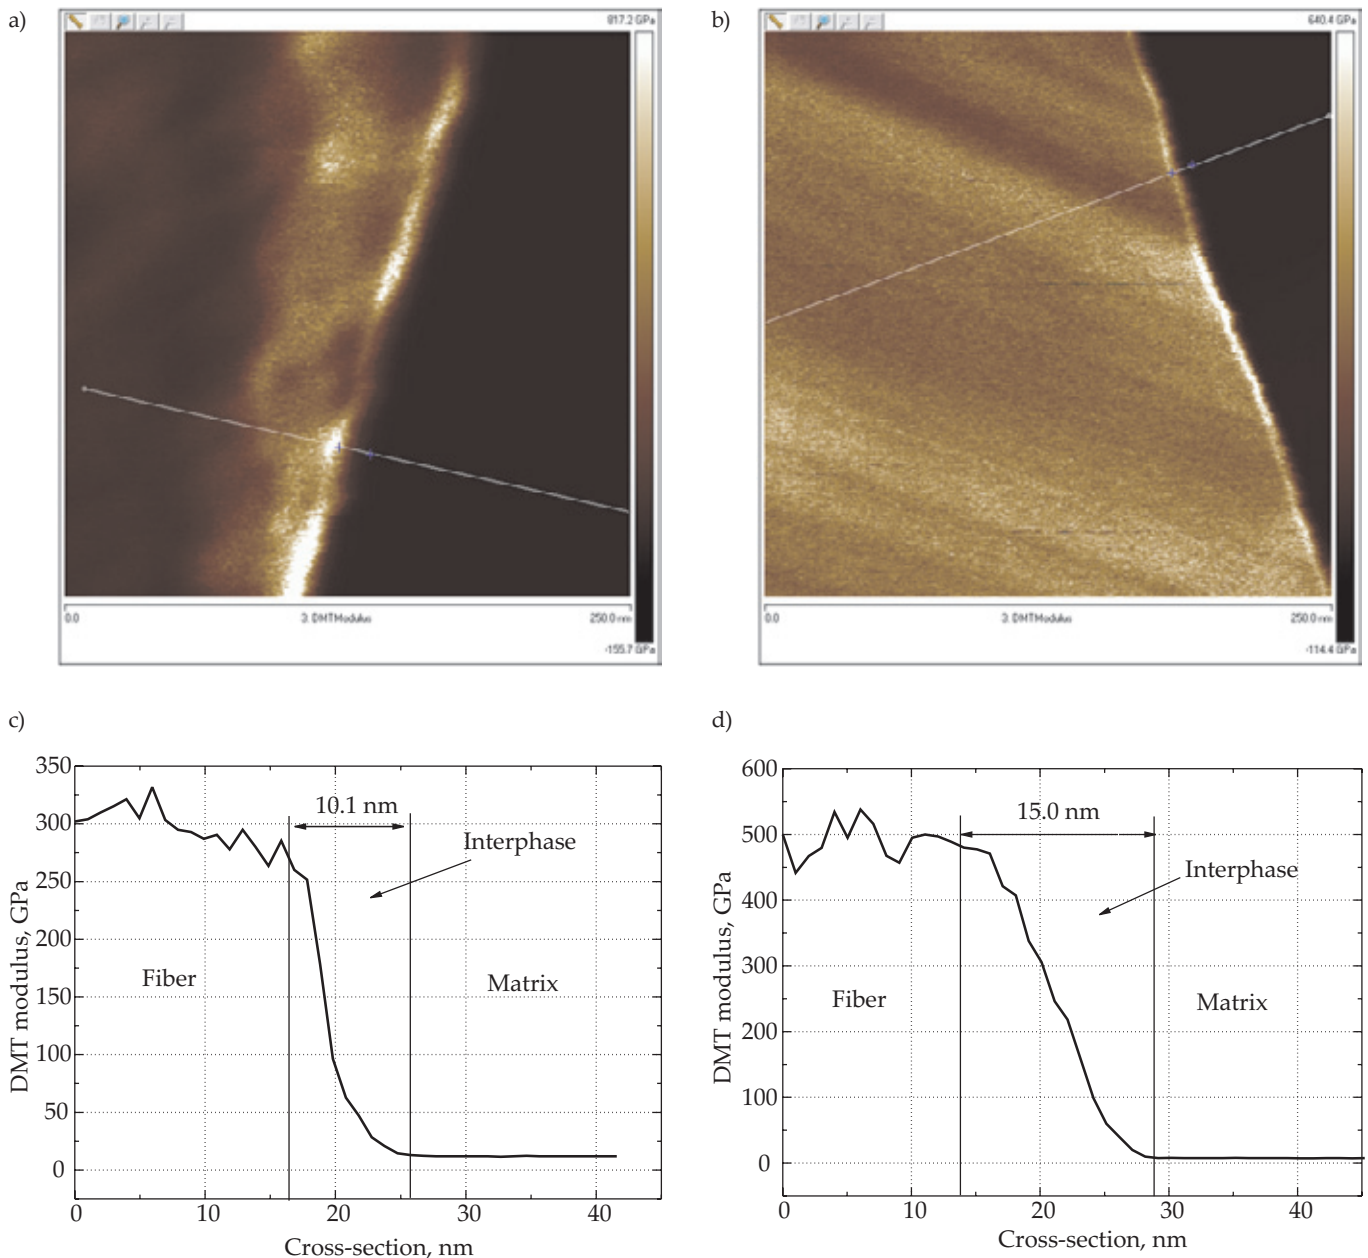 a)
817.2 GPa
0.0
3: DMTModulus
250.0 nm
-155.7 GPa
b)
640.4 GPa
0.0
3: DMTModulus
250.0 nm
-114.4 GPa
c)
DMT modulus, GPa
350
300
250
200
150
100
50
0
10.1 nm
Interphase
Fiber
Matrix
0
10
20
30
40
Cross-section, nm
d)
DMT modulus, GPa
600
500
400
300
200
100
0
15.0 nm
Interphase
Fiber
Matrix
0
10
20
30
40
Cross-section, nm